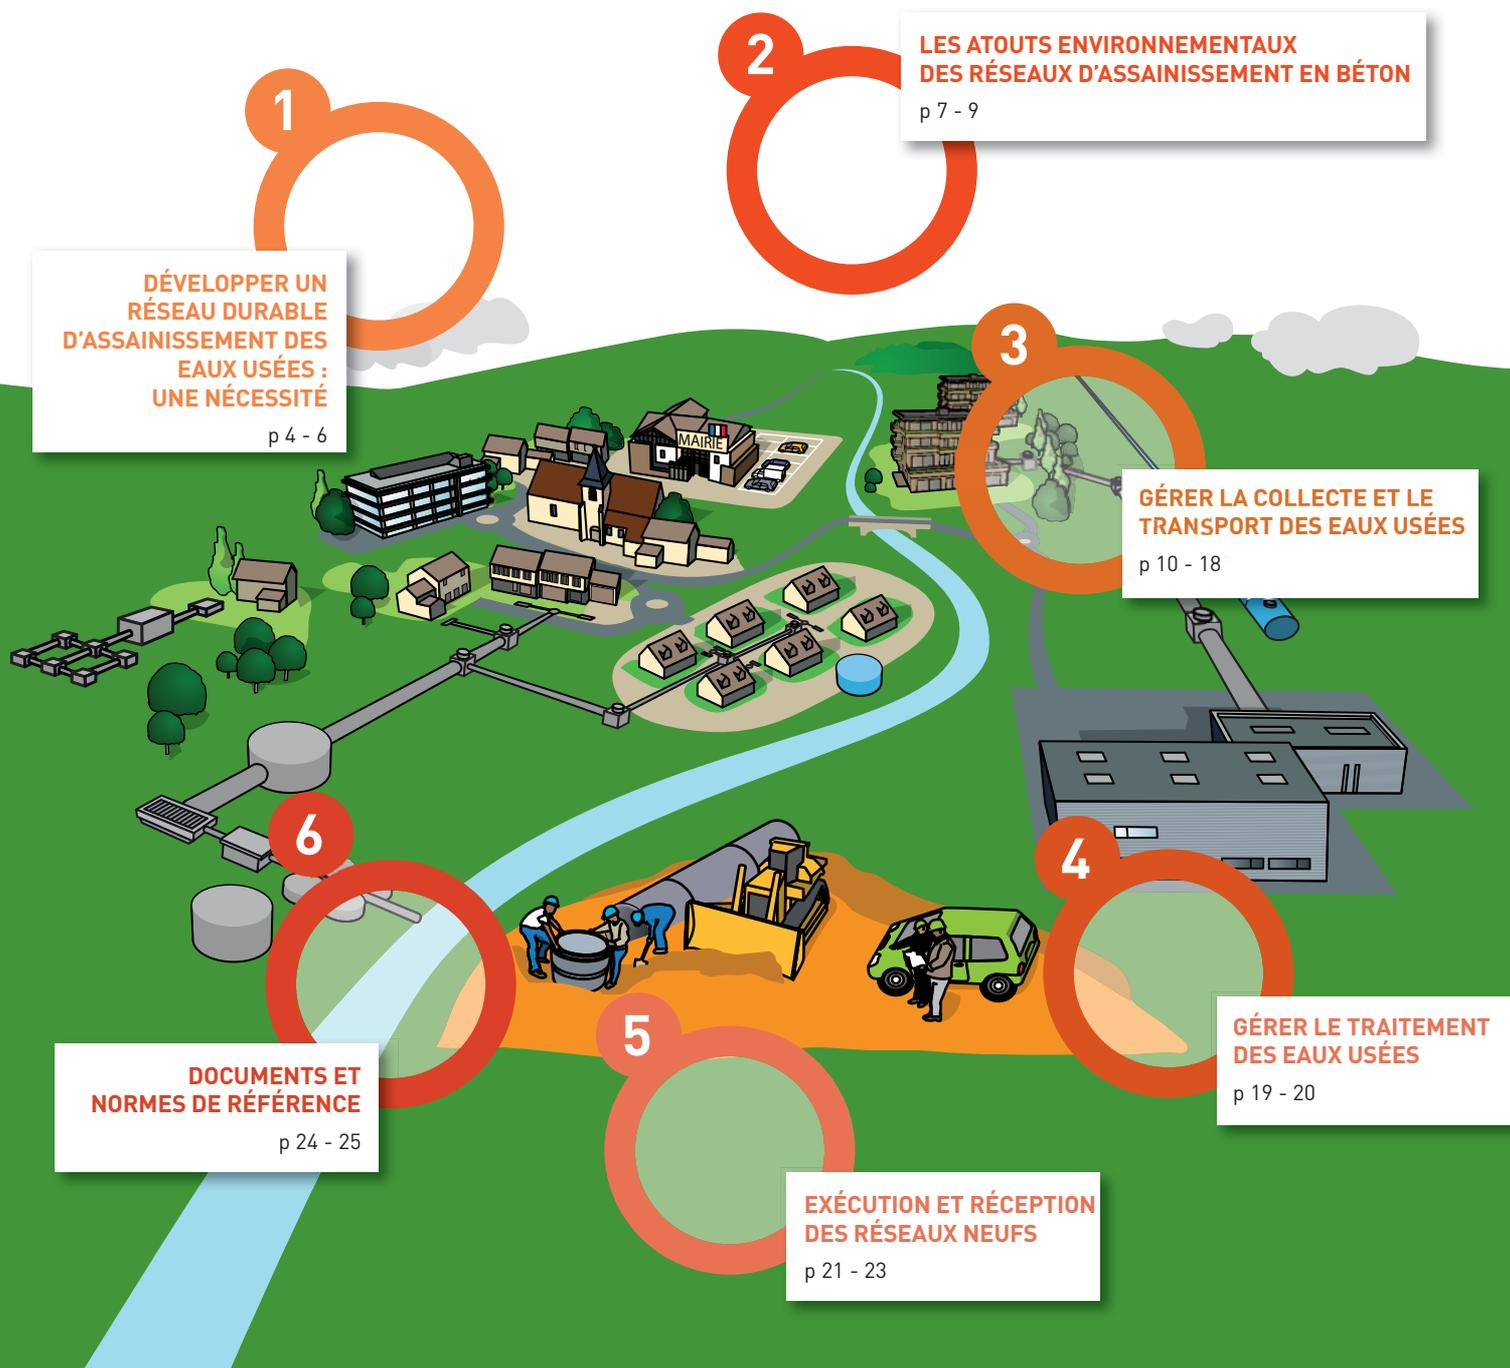 1
DÉVELOPPER UN
RÉSEAU DURABLE
D'ASSAINISSEMENT DES
EAUX USÉES :
UNE NÉCESSITÉ
p 4 - 6
2
LES ATOUTS ENVIRONNEMENTAUX
DES RÉSEAUX D'ASSAINISSEMENT EN BÉTON
p 7 - 9
3
GÉRER LA COLLECTE ET LE
TRANSPORT DES EAUX USÉES
p 10 - 18
MAIRIE
4
GÉRER LE TRAITEMENT
DES EAUX USÉES
p 19 - 20
5
EXÉCUTION ET RÉCEPTION
DES RÉSEAUX NEUFS
p 21 - 23
6
DOCUMENTS ET
NORMES DE RÉFÉRENCE
p 24 - 25